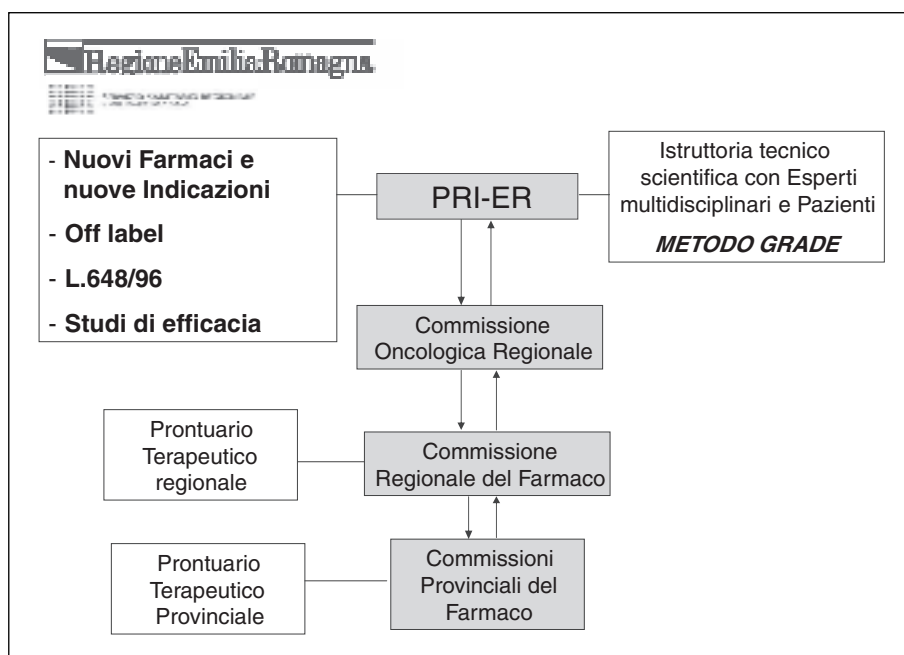 RegioneEmilia-Romagna
- Nuovi Farmaci e
nuove Indicazioni
- Off label
- L.648/96
- Studi di efficacia
PRI-ER
Istruttoria tecnico
scientifica con Esperti
multidisciplinari e Pazienti
METODO GRADE
Commissione
Oncologica Regionale
Prontuario
Terapeutico
regionale
Commissione
Regionale del Farmaco
Prontuario
Terapeutico
Provinciale
Commissioni
Provinciali del
Farmaco